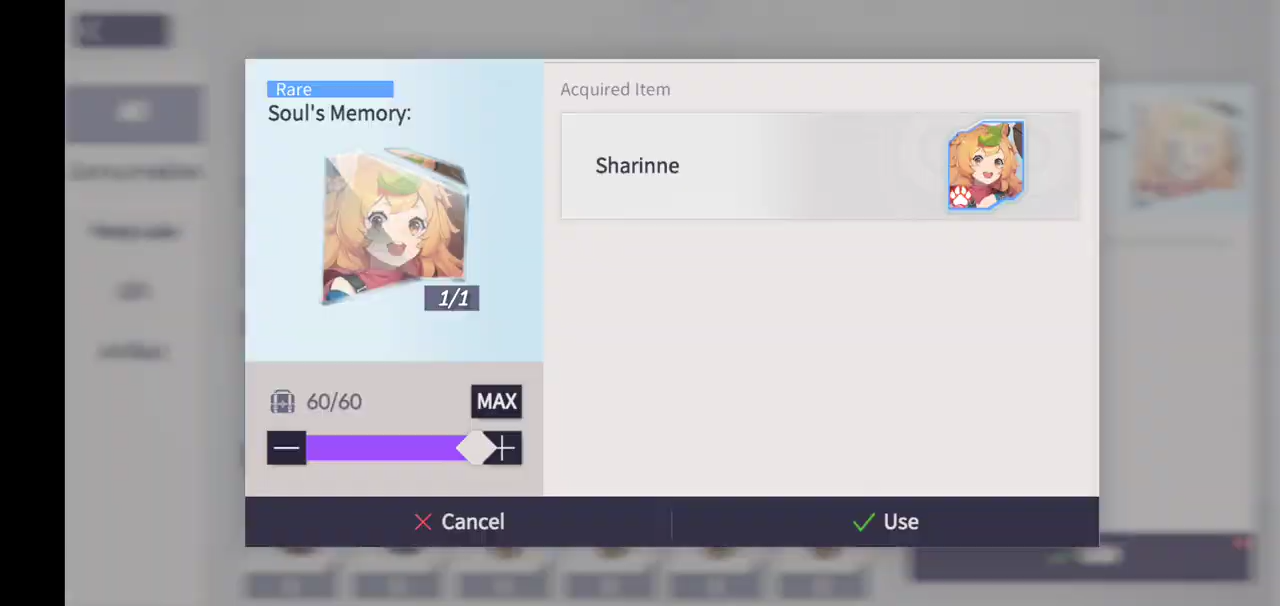 Rare
Soul's Memory:
1/1
60/60
MAX
Acquired Item
Sharinne
Cancel
Use